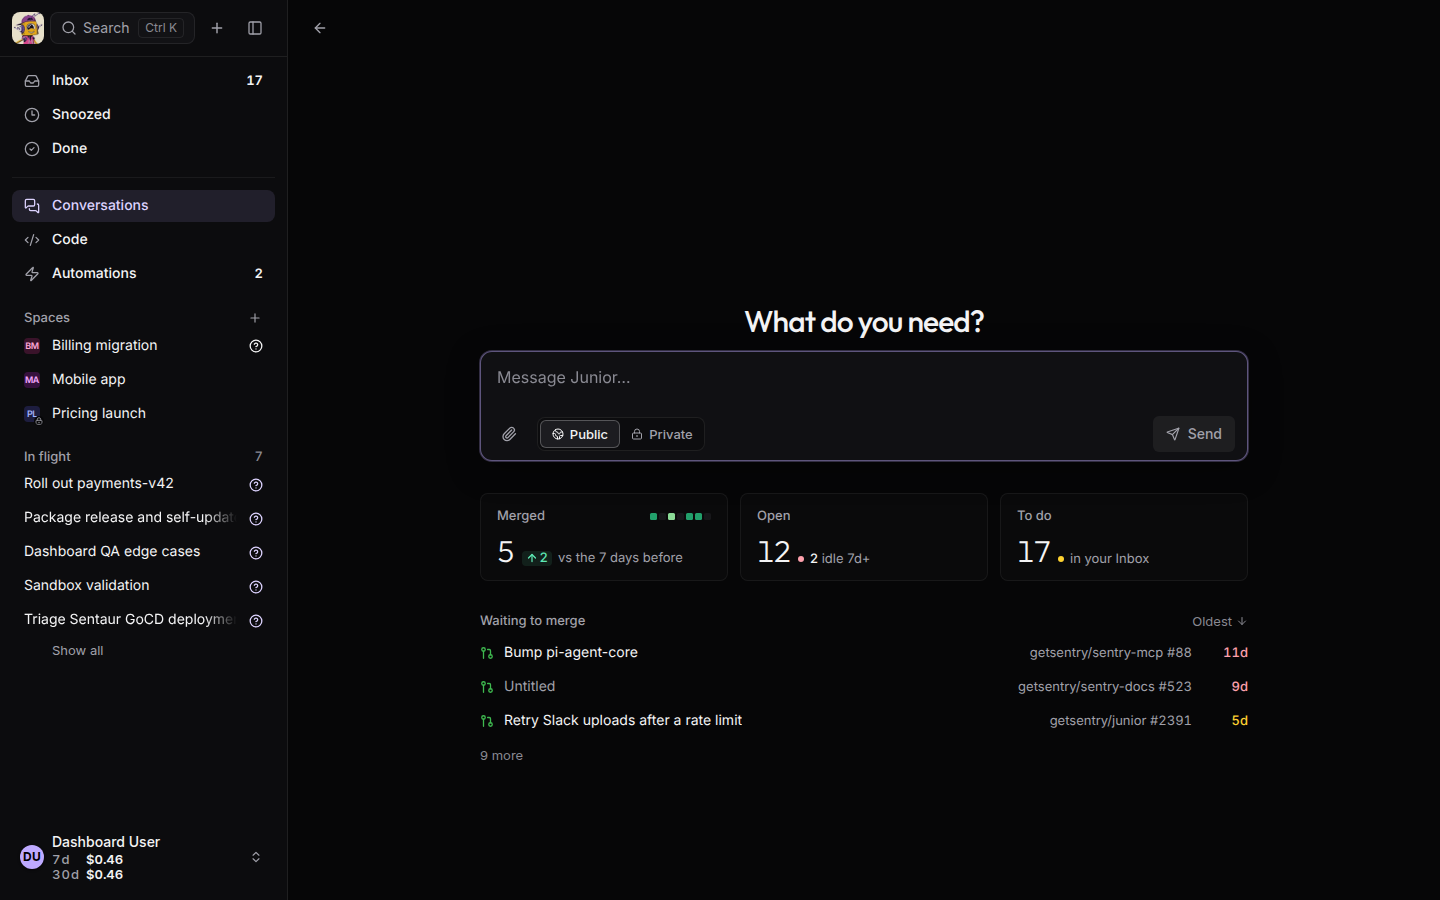 Search Ctrl K
Inbox 17
Snoozed
Done
Conversations
Code
Automations 2
Spaces
BM Billing migration
MA Mobile app
PL Pricing launch
In flight 7
Roll out payments-v42
Package release and self-updat
Dashboard QA edge cases
Sandbox validation
Triage Sentaur GoCD deployme
Show all
DU Dashboard User
7d $0.46
30d $0.46
What do you need?
Message Junior...
Public Private Send
Merged
5 2 vs the 7 days before
Open
12 2 idle 7d+
To do
17 in your Inbox
Waiting to merge Oldest
Bump pi-agent-core getsentry/sentry-mcp #88 11d
Untitled getsentry/sentry-docs #523 9d
Retry Slack uploads after a rate limit getsentry/junior #2391 5d
9 more